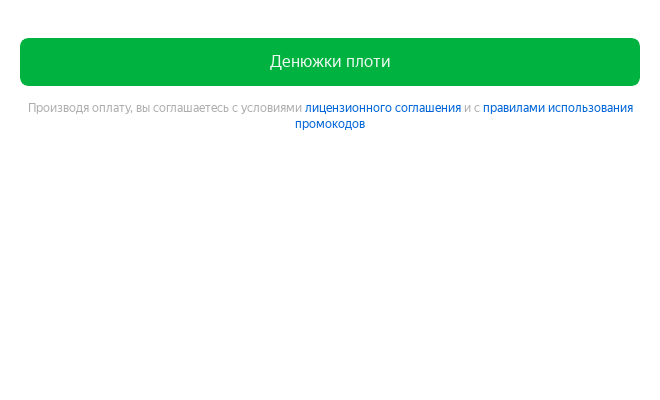 Денюжки плоти
Производя оплату, вы соглашаетесь с условиями лицензионного соглашения и с правилами использования
промокодов